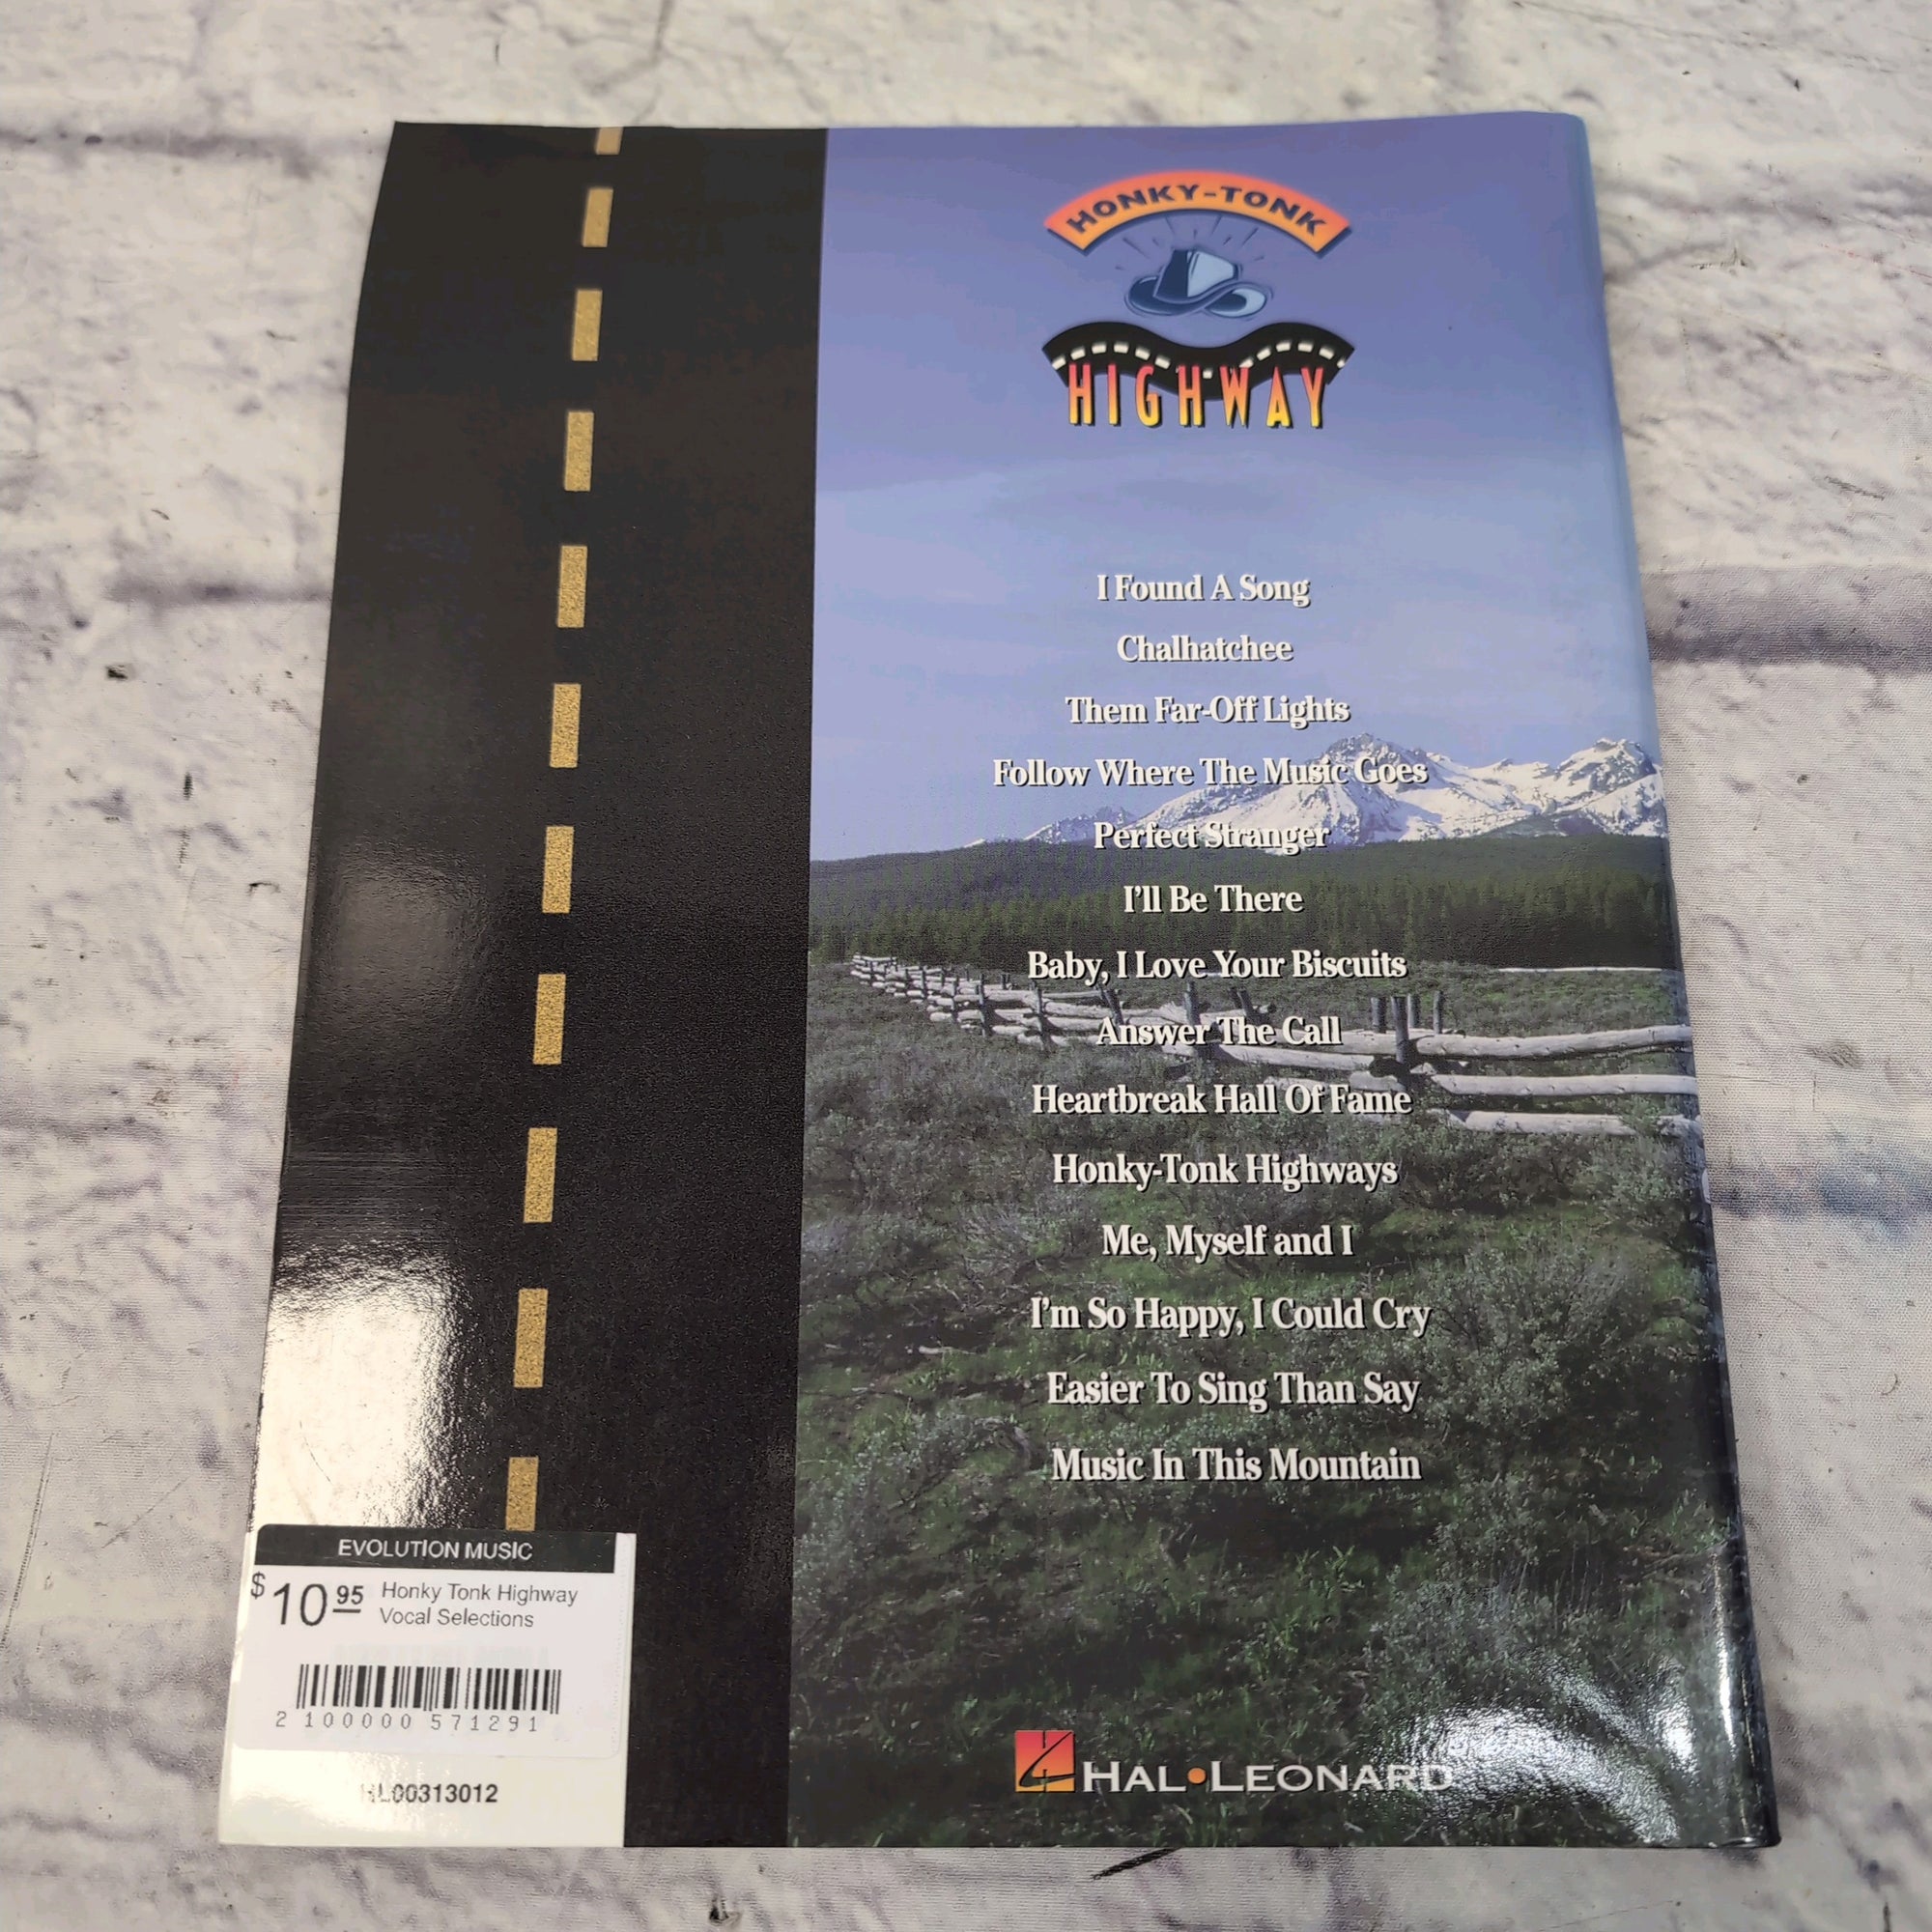 HONKY-TONK
HIGHWAY
I Found A Song
Chalhatchee
Them Far-Off Lights
Follow Where The Music Goes
Perfect Stranger
I'll Be There
Baby, I Love Your Biscuits
Answer The Call
Heartbreak Hall Of Fame
Honky-Tonk Highways
Me, Myself and I
I'm So Happy, I Could Cry
Easier To Sing Than Say
Music In This Mountain
EVOLUTION MUSIC
$10.95 Honky Tonk Highway
Vocal Selections
2 100000 571291
HL00313012
HAL•LEONARD